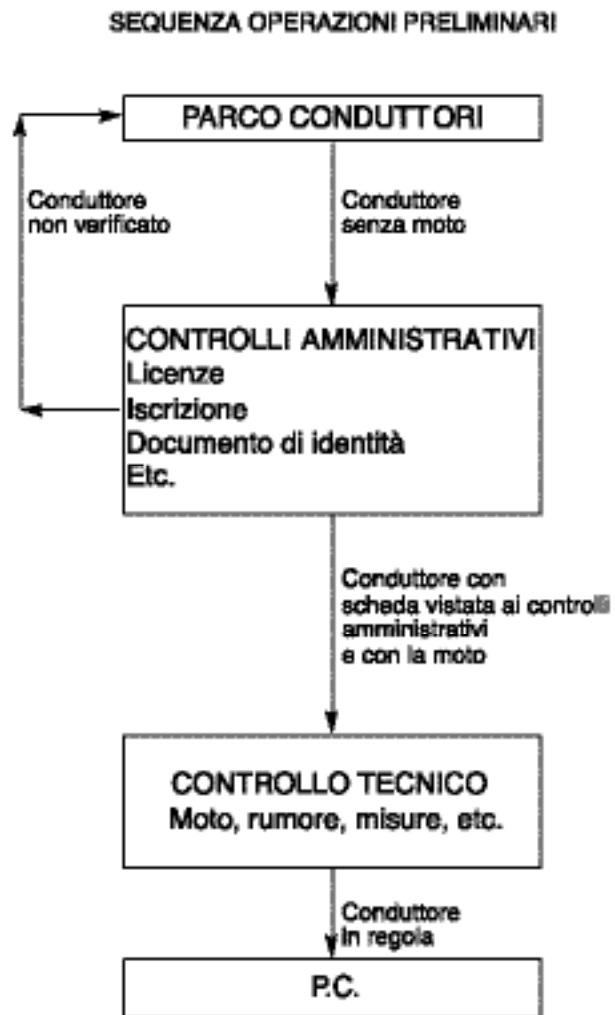 SEQUENZA OPERAZIONI PRELIMINARI
PARCO CONDUTTORI
Conduttore
non verificato
Conduttore
senza moto
CONTROLLI AMMINISTRATIVI
Licenze
Iscrizione
Documento di identità
Etc.
Conduttore con
scheda vistata ai controlli
amministrativi
e con la moto
CONTROLLO TECNICO
Moto, rumore, misure, etc.
Conduttore
in regola
P.C.